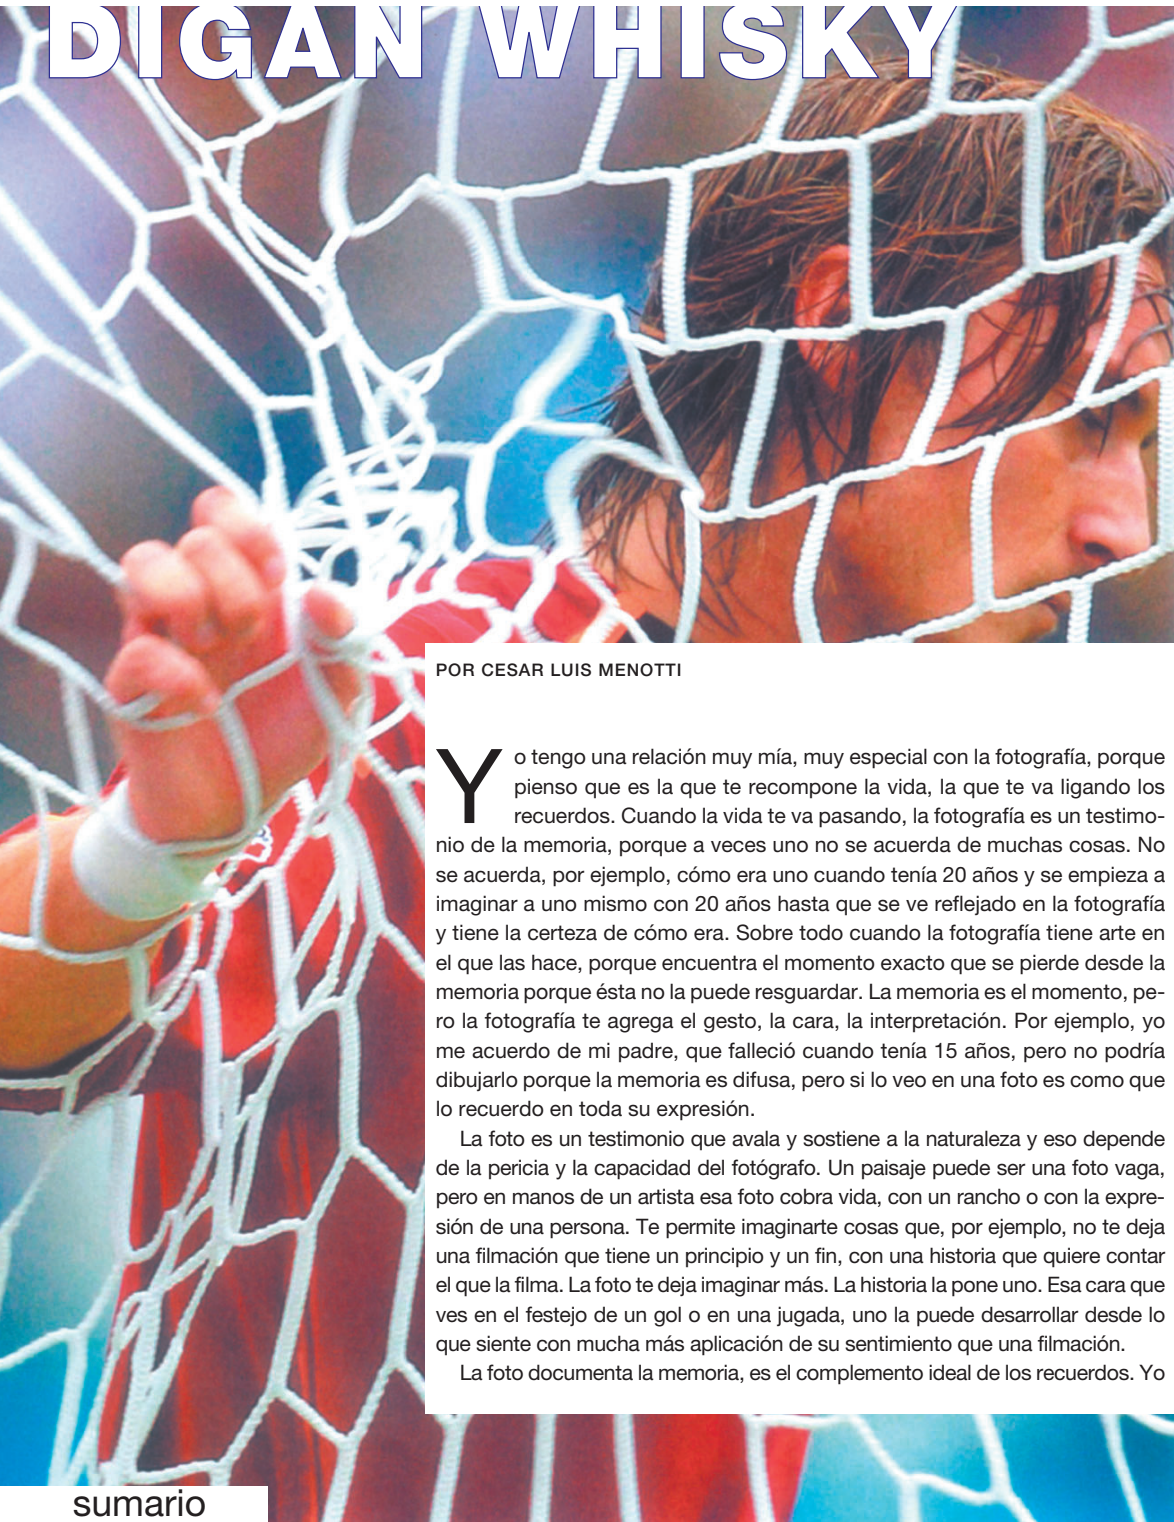 DIGAN WHISKY
POR CESAR LUIS MENOTTI
Yo tengo una relación muy mía, muy especial con la fotografía, porque
pienso que es la que te recompone la vida, la que te va ligando los
recuerdos. Cuando la vida te va pasando, la fotografía es un testimo-
nio de la memoria, porque a veces uno no se acuerda de muchas cosas. No
se acuerda, por ejemplo, cómo era uno cuando tenía 20 años y se empieza a
imaginar a uno mismo con 20 años hasta que se ve reflejado en la fotografía
y tiene la certeza de cómo era. Sobre todo cuando la fotografía tiene arte en
el que las hace, porque encuentra el momento exacto que se pierde desde la
memoria porque ésta no la puede resguardar. La memoria es el momento, pe-
ro la fotografía te agrega el gesto, la cara, la interpretación. Por ejemplo, yo
me acuerdo de mi padre, que falleció cuando tenía 15 años, pero no podría
dibujarlo porque la memoria es difusa, pero si lo veo en una foto es como que
lo recuerdo en toda su expresión.
La foto es un testimonio que avala y sostiene a la naturaleza y eso depende
de la pericia y la capacidad del fotógrafo. Un paisaje puede ser una foto vaga,
pero en manos de un artista esa foto cobra vida, con un rancho o con la expre-
sión de una persona. Te permite imaginarte cosas que, por ejemplo, no te deja
una filmación que tiene un principio y un fin, con una historia que quiere contar
el que la filma. La foto te deja imaginar más. La historia la pone uno. Esa cara que
ves en el festejo de un gol o en una jugada, uno la puede desarrollar desde lo
que siente con mucha más aplicación de su sentimiento que una filmación.
La foto documenta la memoria, es el complemento ideal de los recuerdos. Yo
sumario